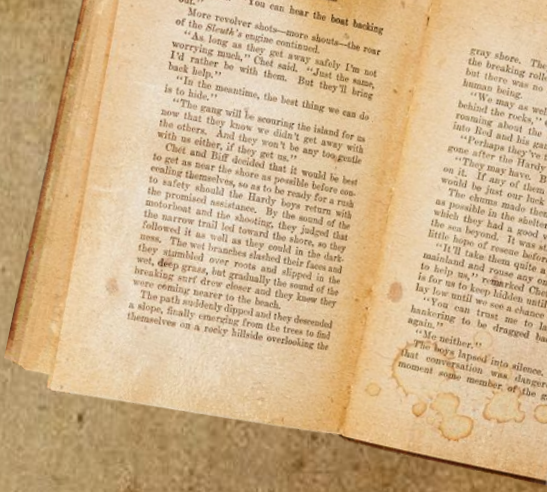 out."
You can hear the boat backing
More revolver shots—more shouts—the roar
of the Sleuth's engine continued.
"As long as they get away safely I'm not
worrying much," Chet said. "Just the same,
I'd rather be with them. But they'll bring
back help."
"In the meantime, the best thing we can do
is to hide."
"The gang will be scouring the island for us
now that they know we didn't get away with
the others. And they won't be any too gentle
with us either, if they get us."
Chet and Biff decided that it would be best
to get as near the shore as possible before con-
cealing themselves, so as to be ready for a rush
to safety should the Hardy boys return with
the promised assistance. By the sound of the
motorboat and the shooting, they judged that
the narrow trail led toward the shore, so they
followed it as well as they could in the dark-
ness. The wet branches slashed their faces and
they stumbled over roots and slipped in the
wet, deep grass, but gradually the sound of the
breaking surf drew closer and they knew they
were coming nearer to the beach.
The path suddenly dipped and they descended
a slope, finally emerging from the trees to find
themselves on a rocky hillside overlooking the
gray shore. The
the breaking rolle
but there was no
human being.
"We may as wel
behind the rocks,"
roaming about the
into Red and his gan
"Perhaps they've
gone after the Hardy
"They may have. B
on it. If any of them
would be just our luck
The chums made the
as possible in the shelter
which they had a good v
the sea beyond. It was st
little hope of rescue before
"It'll take them quite a
mainland and rouse any o
to help us," remarked Che
is for us to keep hidden until
lay low until we see a chance
"You can trust me to la
hankering to be dragged ba
again."
"Me neither."
The boys lapsed into silence.
that conversation was danger
moment some member of the g